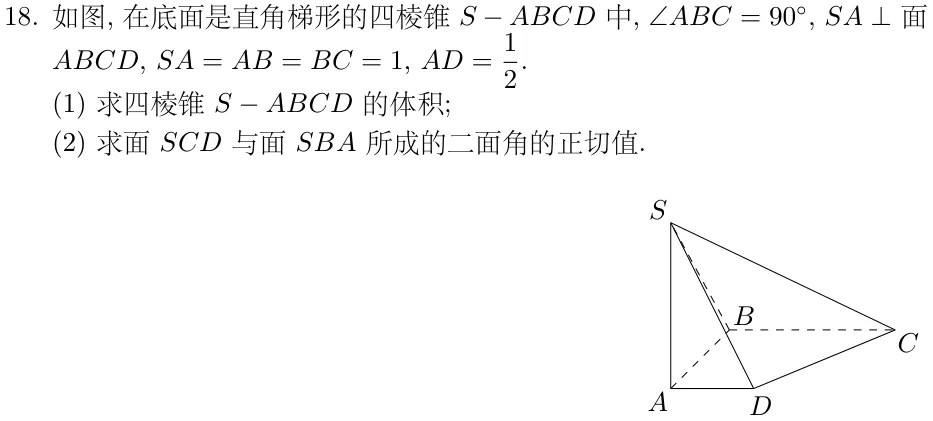 18. 如图, 在底面是直角梯形的四棱锥 S − ABCD 中, ∠ABC = 90°, SA ⊥ 面
ABCD, SA = AB = BC = 1, AD = 1/2.
(1) 求四棱锥 S − ABCD 的体积;
(2) 求面 SCD 与面 SBA 所成的二面角的正切值.
S
B
C
A
D